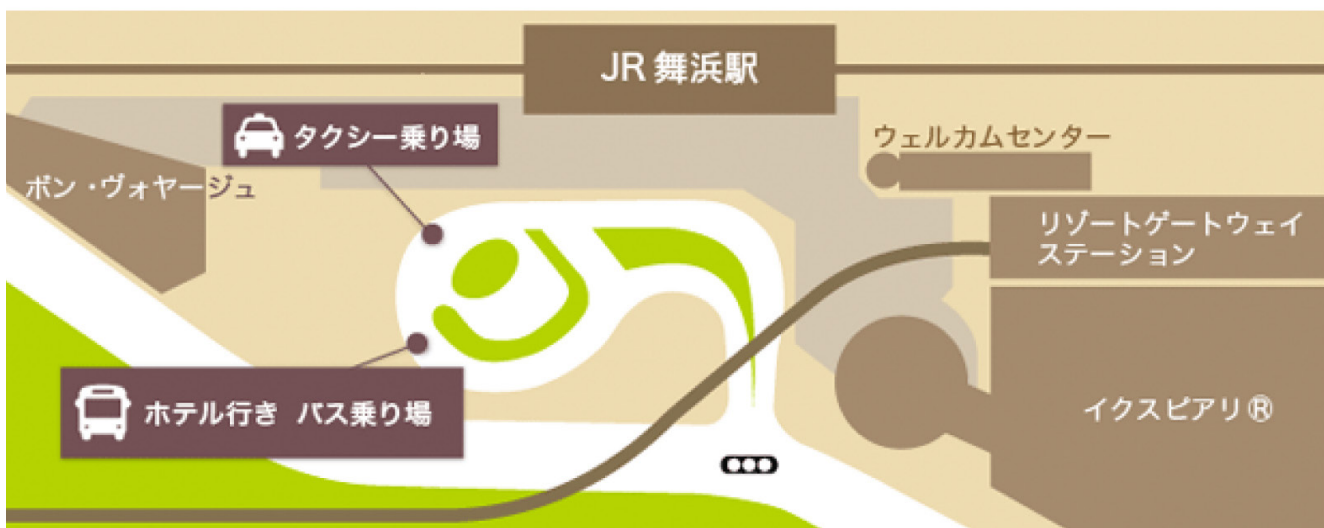 JR 舞浜駅
タクシー乗り場
ウェルカムセンター
ボン・ヴォヤージュ
リゾートゲートウェイ
ステーション
ホテル行き バス乗り場
イクスピアリ®